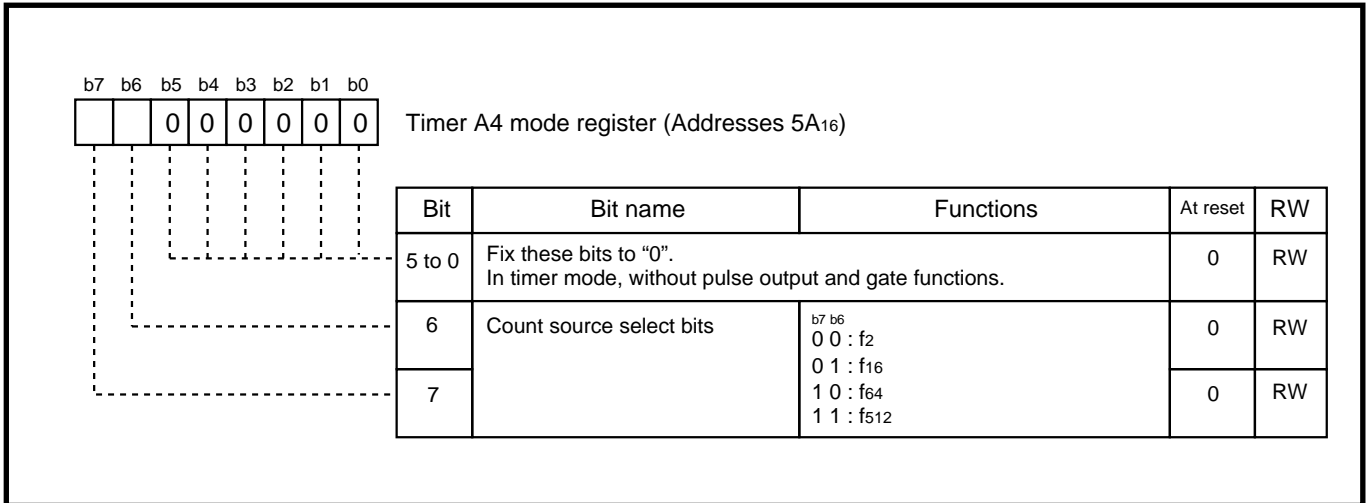 b7 b6 b5 b4 b3 b2 b1 b0
0 0 0 0 0 0
Timer A4 mode register (Addresses 5A16)
Bit Bit name Functions At reset RW
5 to 0 Fix these bits to “0”. 0 RW
In timer mode, without pulse output and gate functions.
6 Count source select bits b7 b6 0 RW
0 0 : f2
0 1 : f16
7 1 0 : f64 0 RW
1 1 : f512